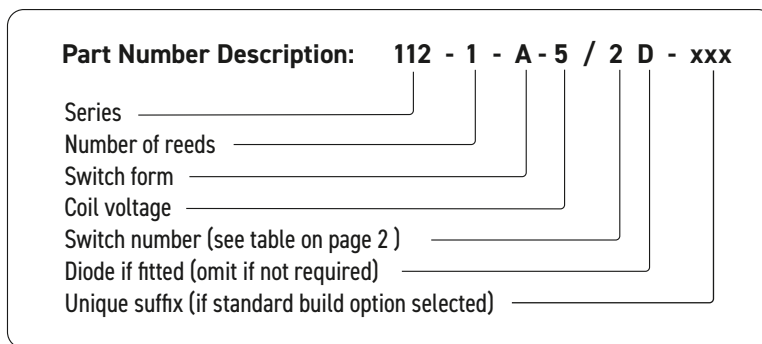 Part Number Description: 112 - 1 - A - 5 / 2 D - xxx
Series
Number of reeds
Switch form
Coil voltage
Switch number (see table on page 2 )
Diode if fitted (omit if not required)
Unique suffix (if standard build option selected)